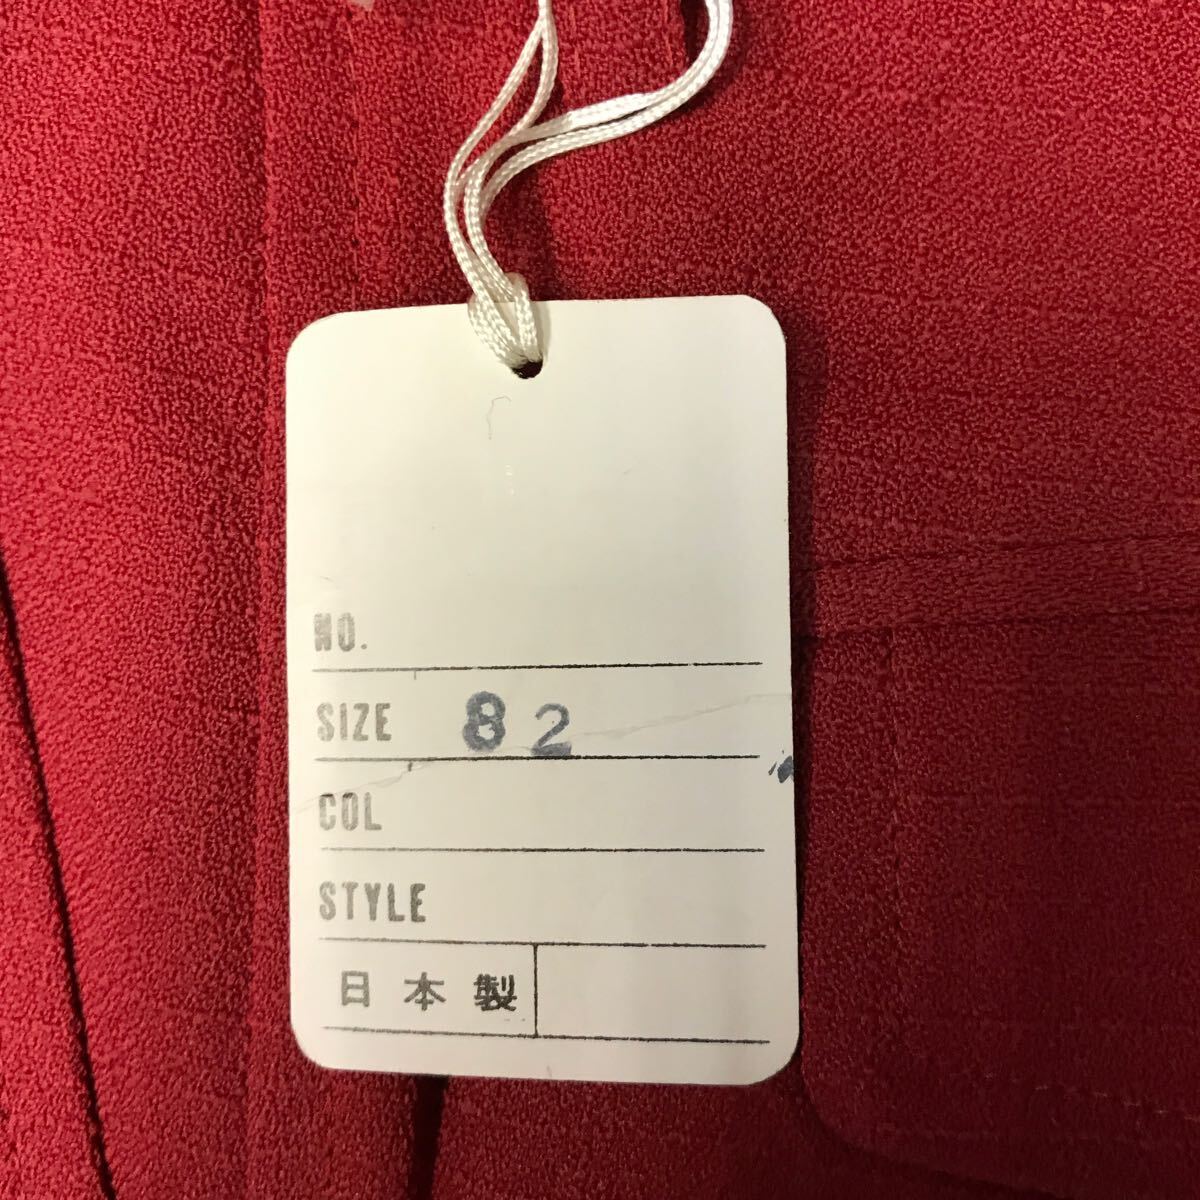 NO.
SIZE 82
COL
STYLE
日本製